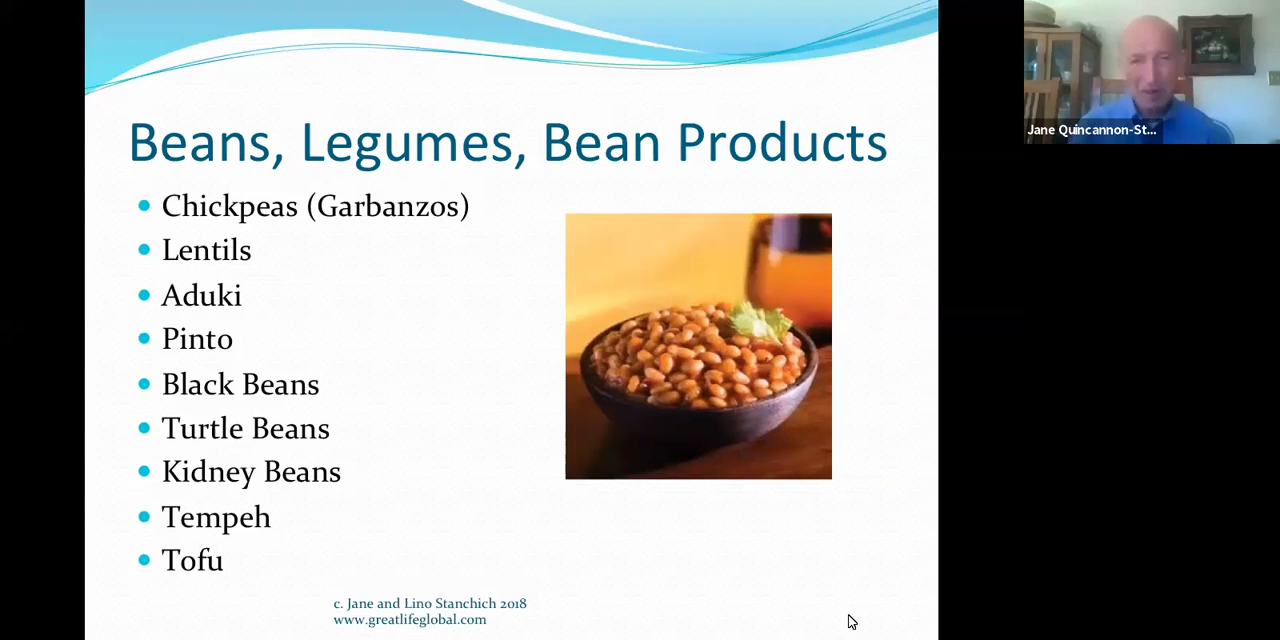 Beans, Legumes, Bean Products
Chickpeas (Garbanzos)
Lentils
Aduki
Pinto
Black Beans
Turtle Beans
Kidney Beans
Tempeh
Tofu
c. Jane and Lino Stanchich 2018
www.greatlifeglobal.com
Jane Quincannon-St...